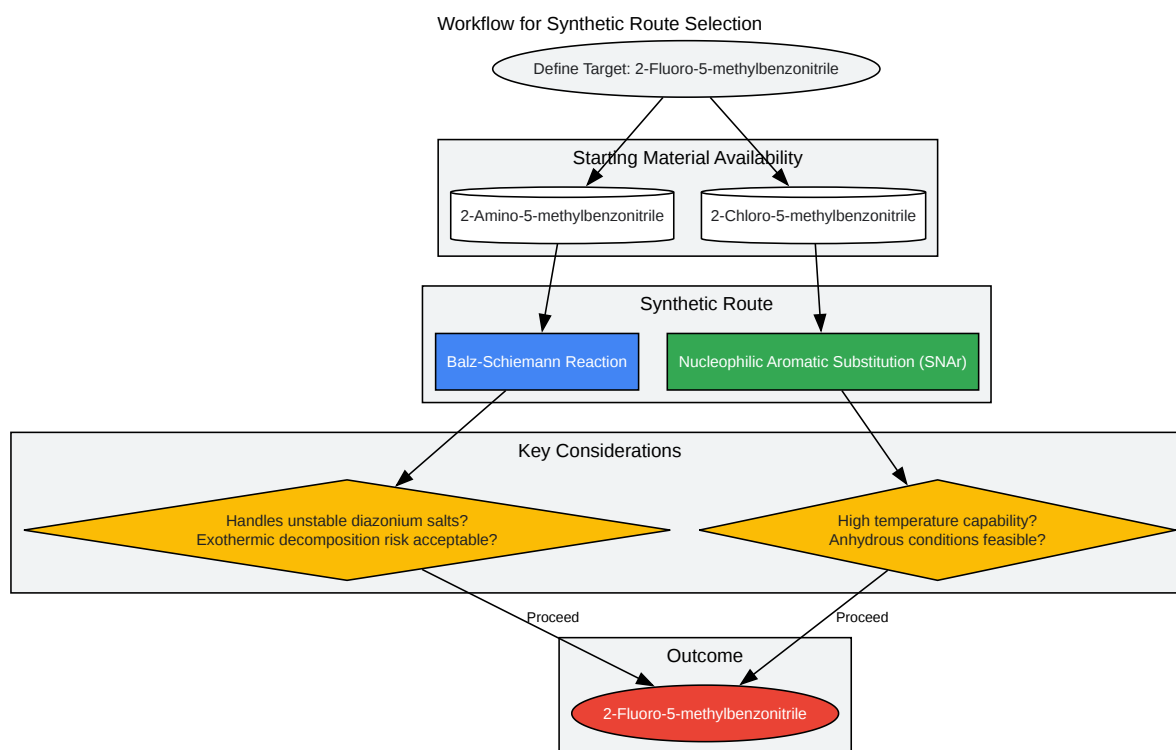 Workflow for Synthetic Route Selection
Define Target: 2-Fluoro-5-methylbenzonitrile
Starting Material Availability
2-Amino-5-methylbenzonitrile
2-Chloro-5-methylbenzonitrile
Synthetic Route
Balz-Schiemann Reaction
Nucleophilic Aromatic Substitution (SNAr)
Key Considerations
Handles unstable diazonium salts?
Exothermic decomposition risk acceptable?
High temperature capability?
Anhydrous conditions feasible?
Proceed
Proceed
Outcome
2-Fluoro-5-methylbenzonitrile